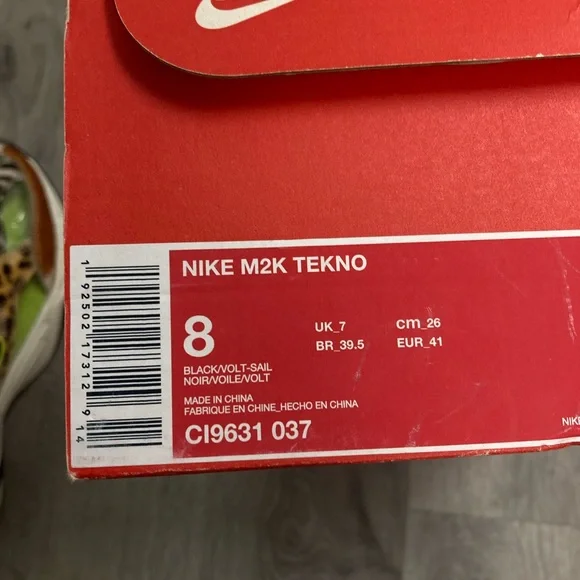 NIKE M2K TEKNO
8
UK_7 cm_26
BR_39.5 EUR_41
BLACK/VOLT-SAIL
NOIR/VOILE/VOLT
MADE IN CHINA
FABRIQUE EN CHINE_HECHO EN CHINA
CI9631 037
NIKE
1 92502 17312 9 14